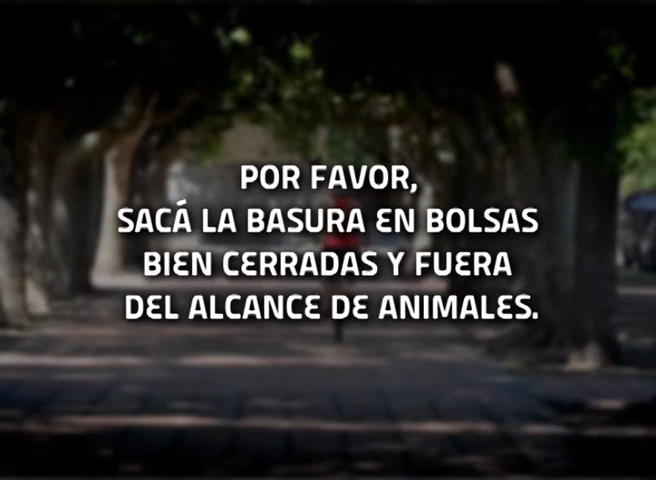 POR FAVOR,
SACÁ LA BASURA EN BOLSAS
BIEN CERRADAS Y FUERA
DEL ALCANCE DE ANIMALES.